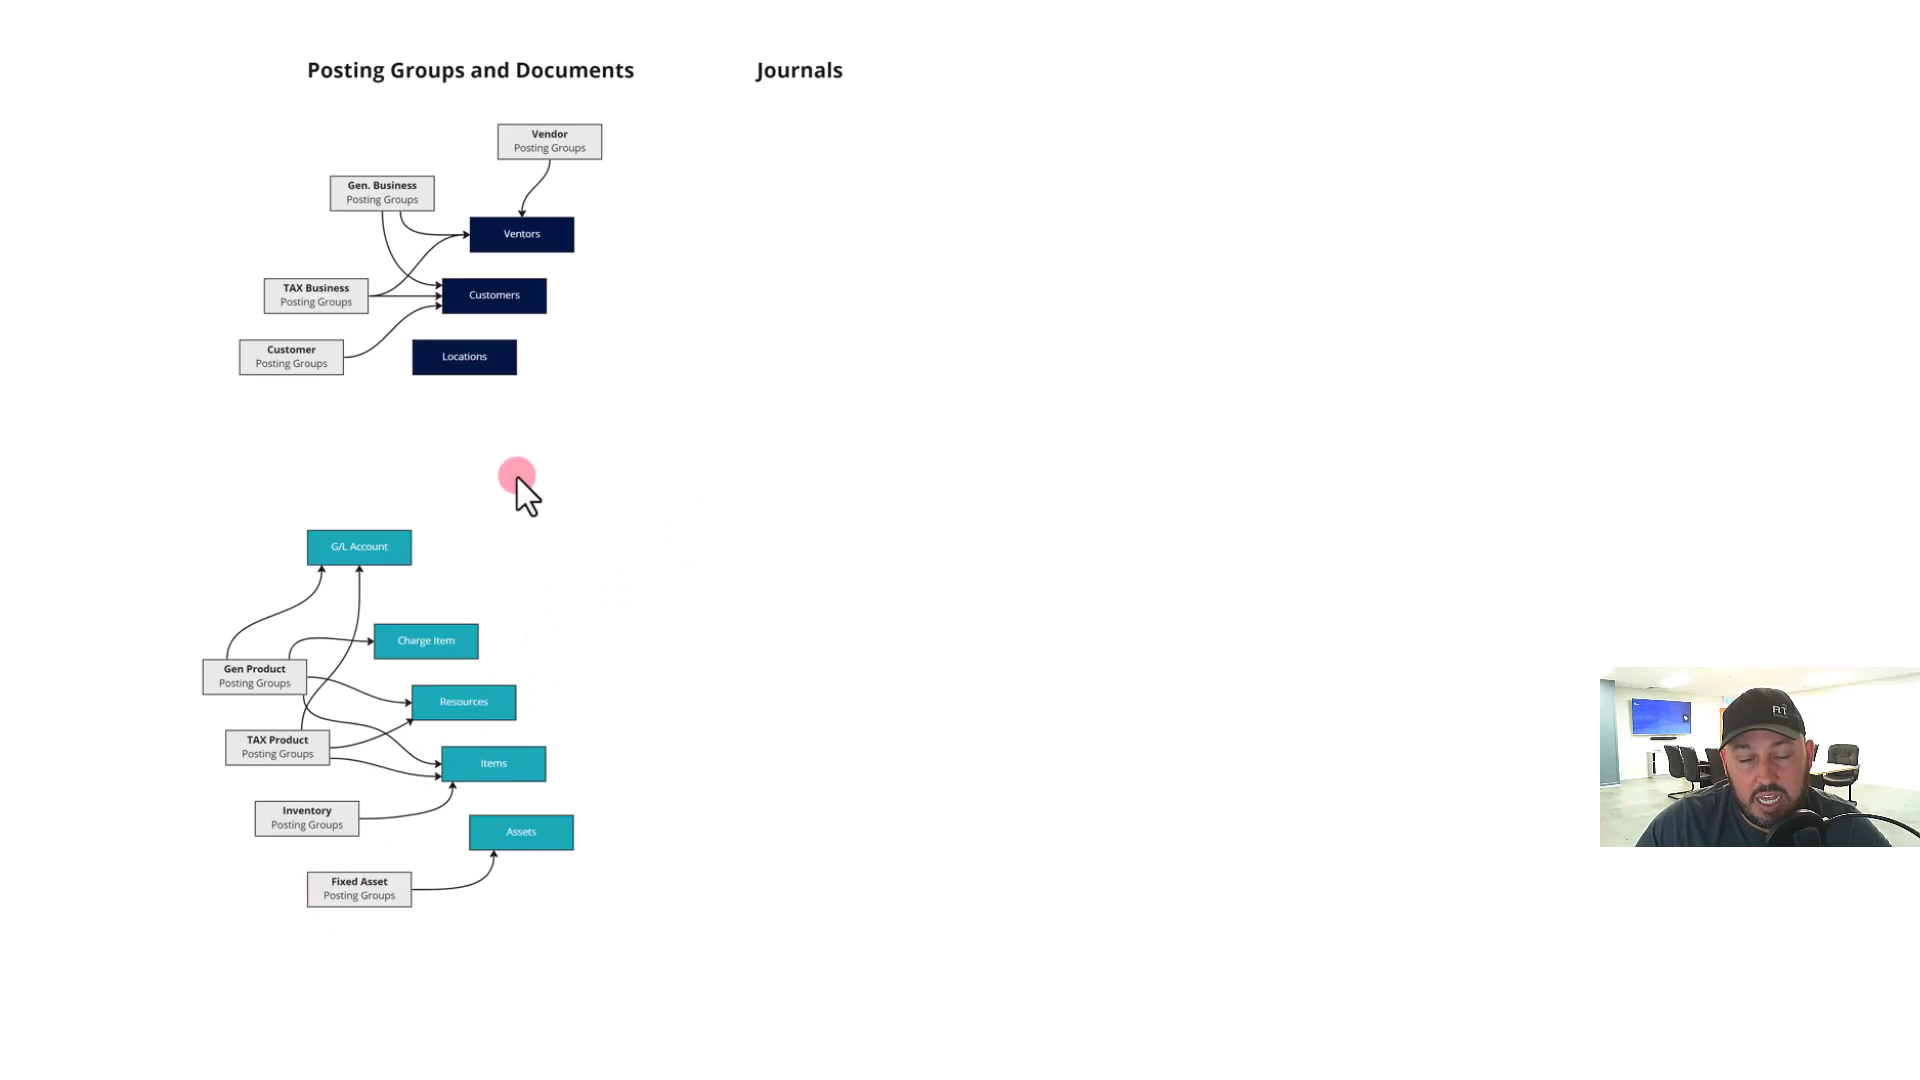 Posting Groups and Documents
Journals
Vendor
Posting Groups
Gen. Business
Posting Groups
Ventors
TAX Business
Posting Groups
Customers
Customer
Posting Groups
Locations
G/L Account
Charge Item
Gen Product
Posting Groups
Resources
TAX Product
Posting Groups
Items
Inventory
Posting Groups
Assets
Fixed Asset
Posting Groups
RT